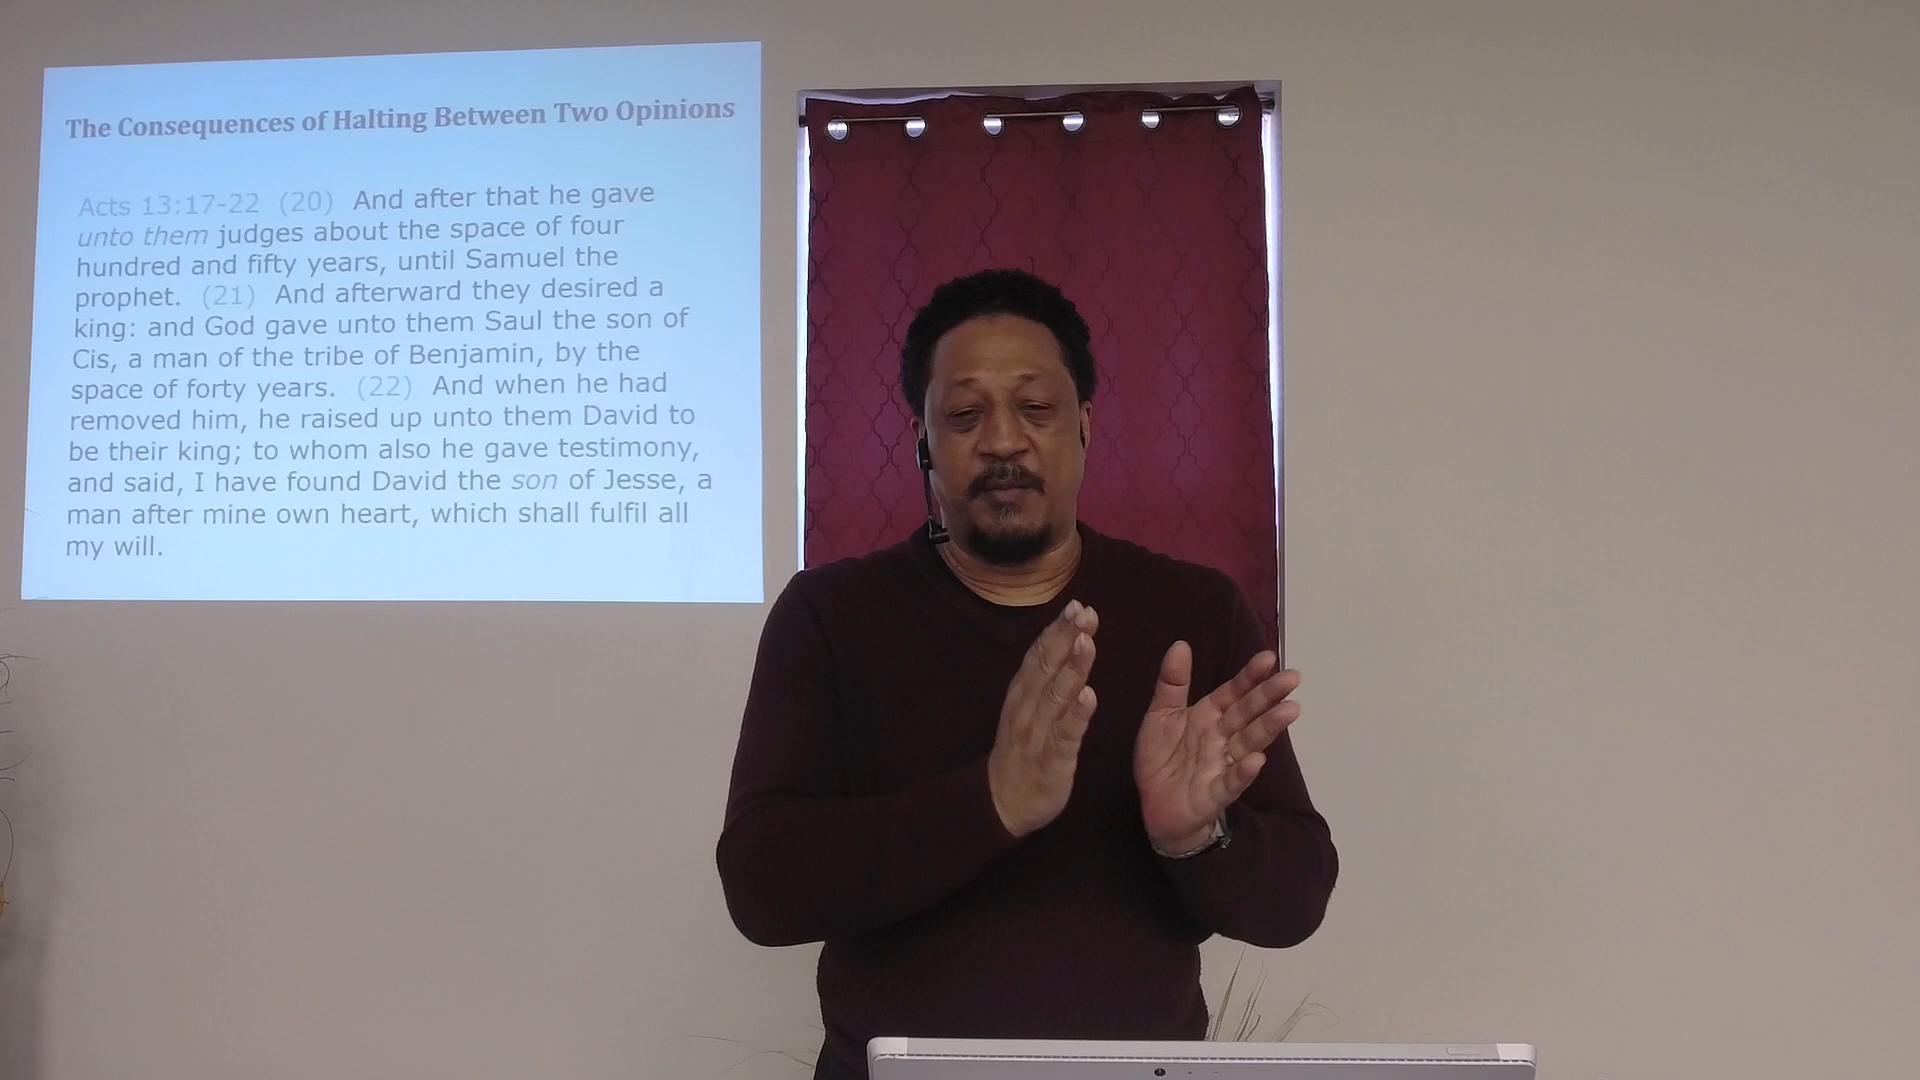 The Consequences of Halting Between Two Opinions
Acts 13:17-22 (20) And after that he gave
unto them judges about the space of four
hundred and fifty years, until Samuel the
prophet. (21) And afterward they desired a
king: and God gave unto them Saul the son of
Cis, a man of the tribe of Benjamin, by the
space of forty years. (22) And when he had
removed him, he raised up unto them David to
be their king; to whom also he gave testimony,
and said, I have found David the son of Jesse, a
man after mine own heart, which shall fulfil all
my will.